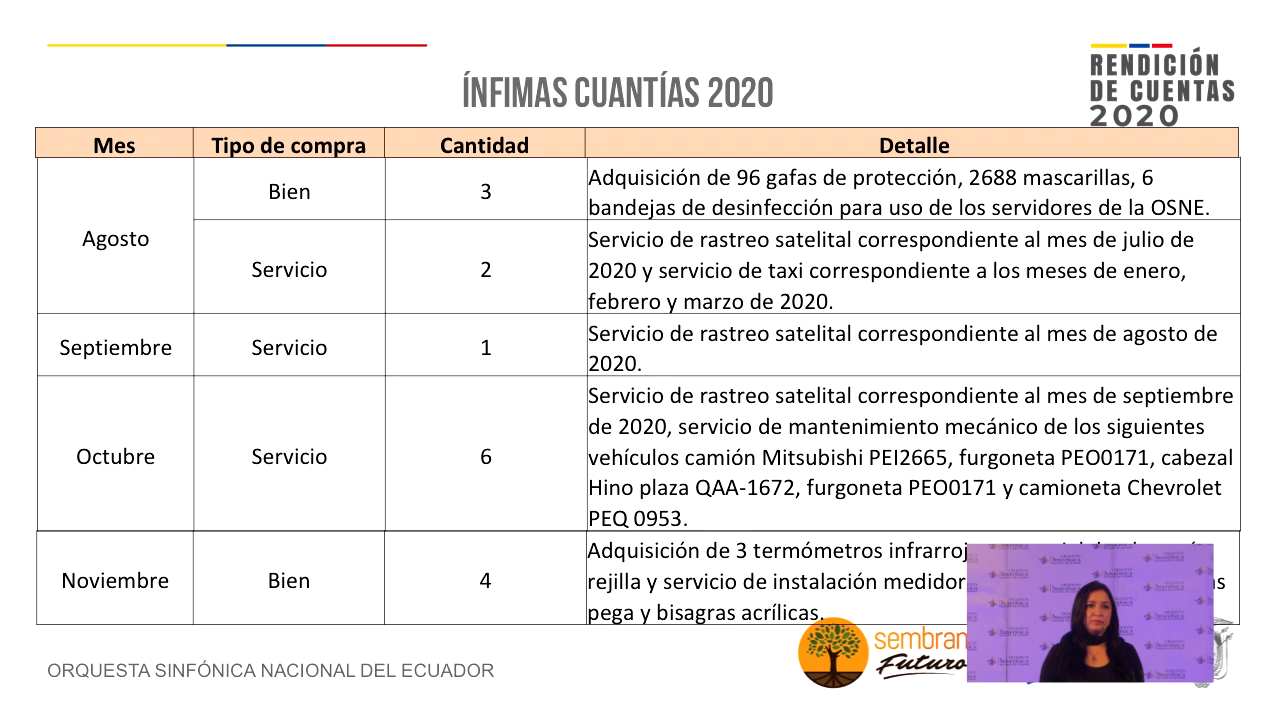 ÍNFIMAS CUANTÍAS 2020
RENDICIÓN
DE CUENTAS
2020
Mes Tipo de compra Cantidad Detalle
Agosto
Bien 3
Adquisición de 96 gafas de protección, 2688 mascarillas, 6
bandejas de desinfección para uso de los servidores de la OSNE.
Servicio 2
Servicio de rastreo satelital correspondiente al mes de julio de
2020 y servicio de taxi correspondiente a los meses de enero,
febrero y marzo de 2020.
Septiembre Servicio 1
Servicio de rastreo satelital correspondiente al mes de agosto de
2020.
Octubre Servicio 6
Servicio de rastreo satelital correspondiente al mes de septiembre
de 2020, servicio de mantenimiento mecánico de los siguientes
vehículos camión Mitsubishi PEI2665, furgoneta PEO0171, cabezal
Hino plaza QAA-1672, furgoneta PEO0171 y camioneta Chevrolet
PEQ 0953.
Noviembre Bien 4
Adquisición de 3 termómetros
rejilla y servicio de instalación medidor
pega y bisagras acrílicas.
Futuro
ORQUESTA SINFÓNICA NACIONAL DEL ECUADOR